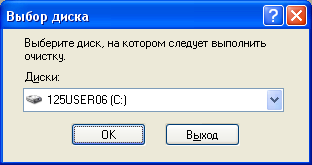 Выбор диска
Выберите диск, на котором следует выполнить
очистку.
Диски:
125USER06 (C:)
OK
Выход